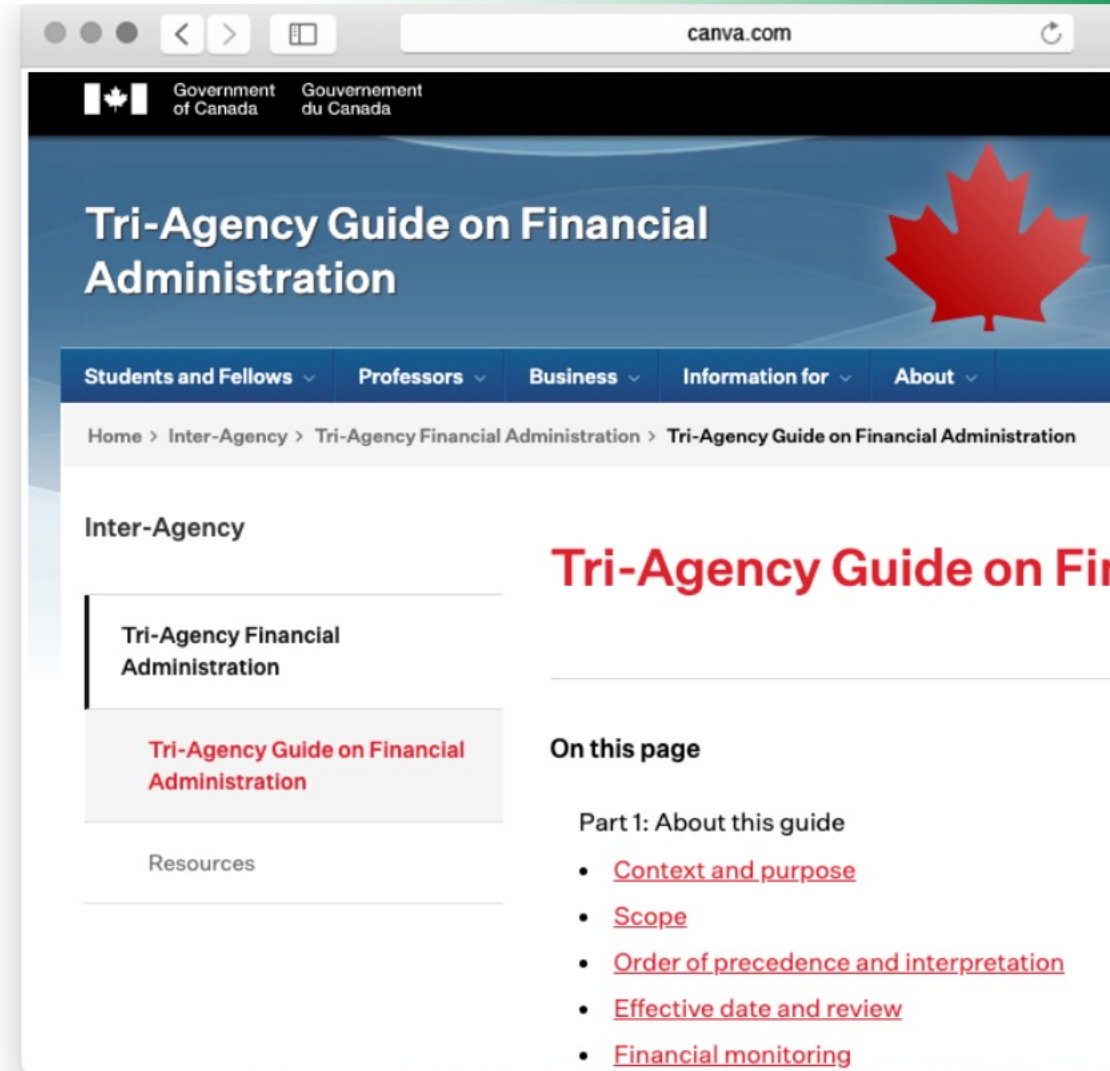 canva.com
Government of Canada
Gouvernement du Canada
Tri-Agency Guide on Financial
Administration
Students and Fellows Professors Business Information for About
Home > Inter-Agency > Tri-Agency Financial Administration > Tri-Agency Guide on Financial Administration
Inter-Agency
Tri-Agency Financial
Administration
Tri-Agency Guide on Financial
Administration
Resources
Tri-Agency Guide on Fin
On this page
Part 1: About this guide
• Context and purpose
• Scope
• Order of precedence and interpretation
• Effective date and review
• Financial monitoring